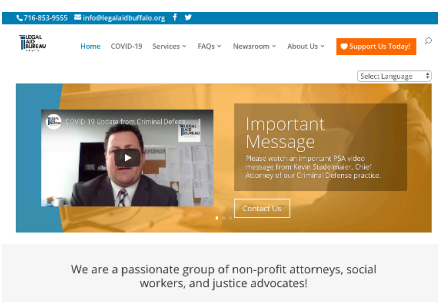 716-853-9555 info@legalaidbuffalo.org
LEGAL
AID
BUREAU
Home COVID-19 Services FAQs Newsroom About Us Support Us Today!
Select Language
COVID-19 Update from Criminal Defense
LEGAL
AID
BUREAU
Important
Message
Please watch an important PSA video
message from Kevin Stadelmaier, Chief
Attorney of our Criminal Defense practice.
Contact Us
We are a passionate group of non-profit attorneys, social
workers, and justice advocates!